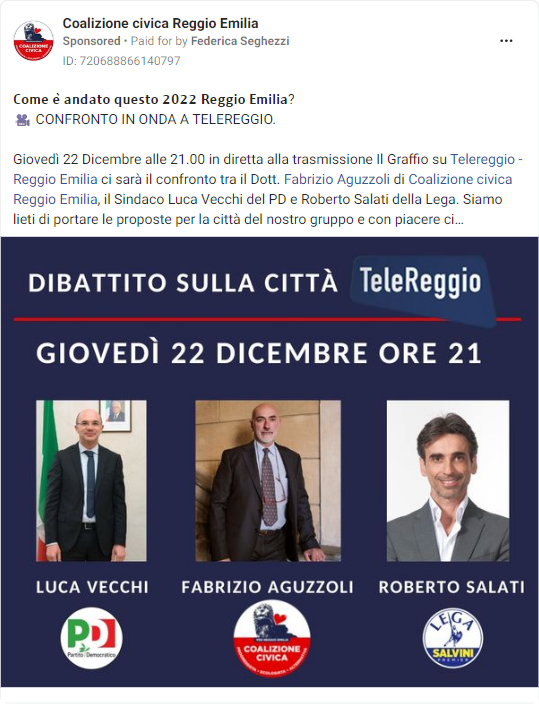 Coalizione civica Reggio Emilia
Sponsored • Paid for by Federica Seghezzi
ID: 720688866140797
Come è andato questo 2022 Reggio Emilia?
🎥 CONFRONTO IN ONDA A TELEREGGIO.
Giovedì 22 Dicembre alle 21.00 in diretta alla trasmissione Il Graffio su Telereggio -
Reggio Emilia ci sarà il confronto tra il Dott. Fabrizio Aguzzoli di Coalizione civica
Reggio Emilia, il Sindaco Luca Vecchi del PD e Roberto Salati della Lega. Siamo
lieti di portare le proposte per la città del nostro gruppo e con piacere ci...
DIBATTITO SULLA CITTÀ TeleReggio
GIOVEDÌ 22 DICEMBRE ORE 21
LUCA VECCHI FABRIZIO AGUZZOLI ROBERTO SALATI
PD
Partito Democratico
PER REGGIO EMILIA
COALIZIONE
CIVICA
LEGA
SALVINI
PREMIER